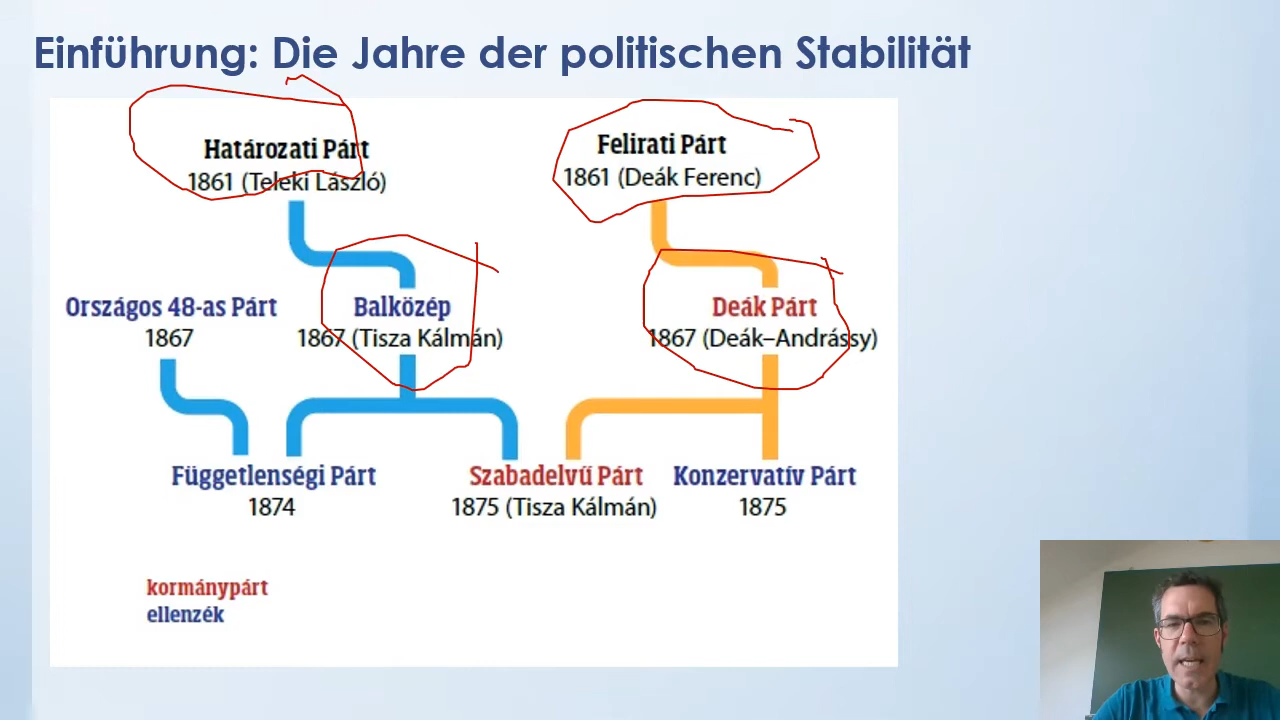 Einführung: Die Jahre der politischen Stabilität
Határozati Párt
1861 (Teleki László)
Felirati Párt
1861 (Deák Ferenc)
Országos 48-as Párt
1867
Balközép
1867 (Tisza Kálmán)
Deák Párt
1867 (Deák–Andrássy)
Függetlenségi Párt
1874
Szabadelvű Párt
1875 (Tisza Kálmán)
Konzervatív Párt
1875
kormánypárt
ellenzék